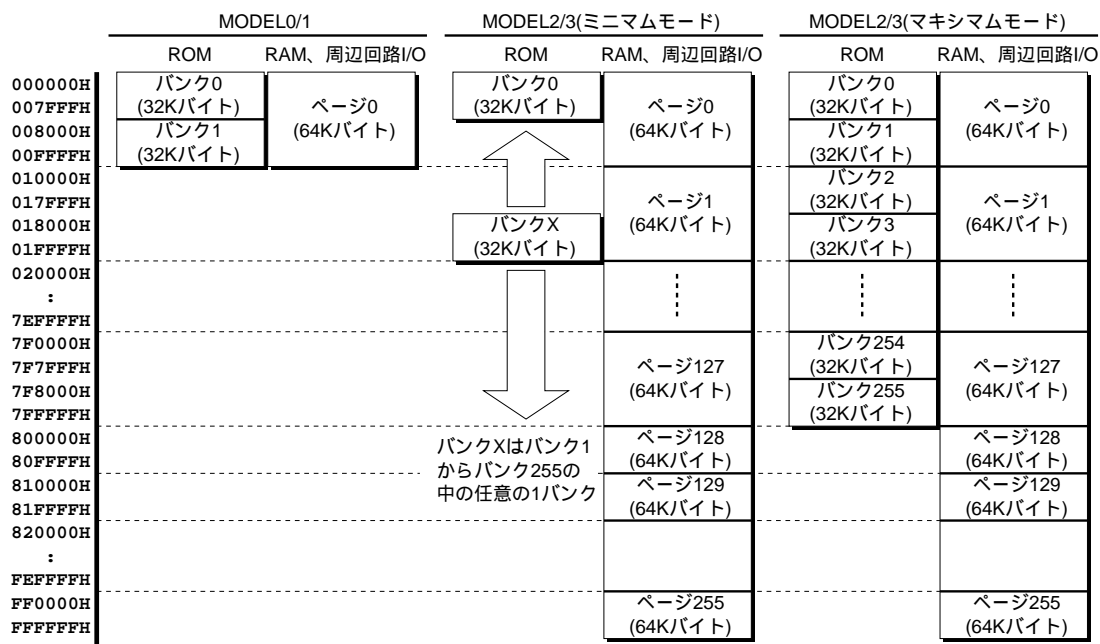 MODEL0/1 MODEL2/3(ミニマムモード) MODEL2/3(マキシマムモード)
ROM RAM、周辺回路I/O ROM RAM、周辺回路I/O ROM RAM、周辺回路I/O
000000H
007FFFH
008000H
00FFFFH
010000H
017FFFH
018000H
01FFFFH
020000H
:
7EFFFFH
7F0000H
7F7FFFH
7F8000H
7FFFFFH
800000H
80FFFFH
810000H
81FFFFH
820000H
:
FEFFFFH
FF0000H
FFFFFFH
バンク0
(32Kバイト)
バンク1
(32Kバイト)
ページ0
(64Kバイト)
バンク0
(32Kバイト)
バンクX
(32Kバイト)
バンクXはバンク1
からバンク255の
中の任意の1バンク
ページ0
(64Kバイト)
ページ1
(64Kバイト)
ページ127
(64Kバイト)
ページ128
(64Kバイト)
ページ129
(64Kバイト)
ページ255
(64Kバイト)
バンク0
(32Kバイト)
バンク1
(32Kバイト)
バンク2
(32Kバイト)
バンク3
(32Kバイト)
バンク254
(32Kバイト)
バンク255
(32Kバイト)
ページ0
(64Kバイト)
ページ1
(64Kバイト)
ページ127
(64Kバイト)
ページ128
(64Kバイト)
ページ129
(64Kバイト)
ページ255
(64Kバイト)